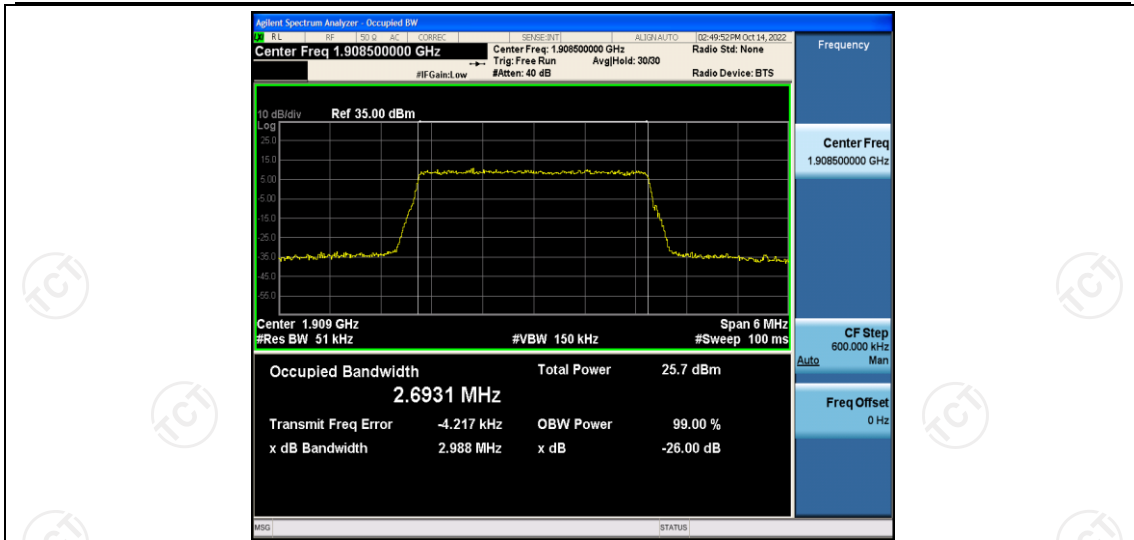 Agilent Spectrum Analyzer - Occupied BW
LXI RL RF 50 Ω AC CORREC SENSE:INT ALIGN AUTO 02:49:52PM Oct 14, 2022
Center Freq 1.908500000 GHz Center Freq: 1.908500000 GHz Radio Std: None Frequency
Trig: Free Run Avg|Hold: 30/30
#IFGain:Low #Atten: 40 dB Radio Device: BTS
10 dB/div Ref 35.00 dBm
Log
25.0
15.0
5.00
-5.00
-15.0
-25.0
-35.0
-45.0
-55.0
Center 1.909 GHz Span 6 MHz
#Res BW 51 kHz #VBW 150 kHz #Sweep 100 ms
Occupied Bandwidth Total Power 25.7 dBm
2.6931 MHz
Transmit Freq Error -4.217 kHz OBW Power 99.00 %
x dB Bandwidth 2.988 MHz x dB -26.00 dB
Center Freq
1.908500000 GHz
CF Step
600.000 kHz
Auto Man
Freq Offset
0 Hz
MSG STATUS
TCT
TCT
TCT
TCT
TCT
TCT